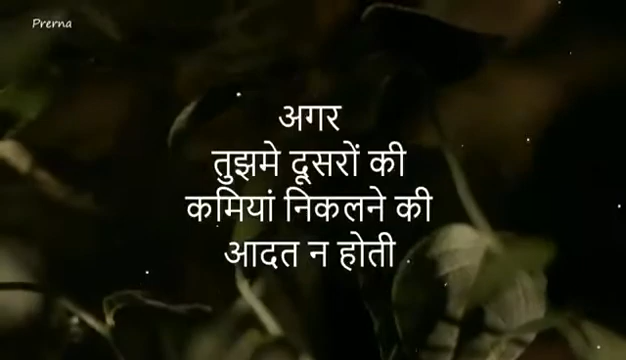 Prerna
अगर
तुझमे दूसरों की
कमियां निकलने की
आदत न होती